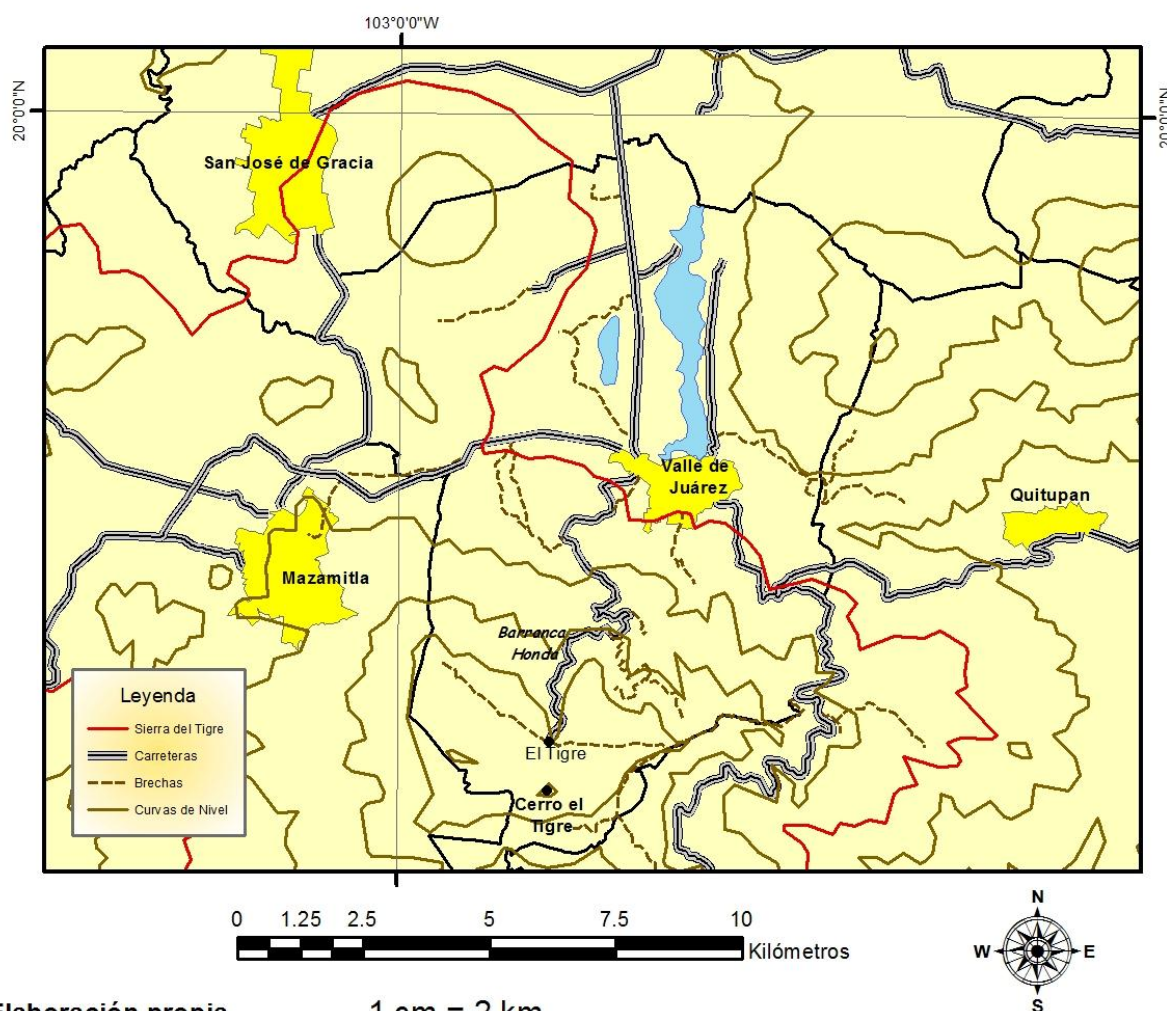 103°0'0"W
20°0'0"N
20°0'0"N
San José de Gracia
Valle de
Juárez
Quitupan
Mazamitla
Barranca
Honda
El Tigre
Cerro el
Tigre
Leyenda
Sierra del Tigre
Carreteras
Brechas
Curvas de Nivel
0 1.25 2.5 5 7.5 10
Kilómetros
N
W E
S
Elaboración propia 1 cm = 2 km